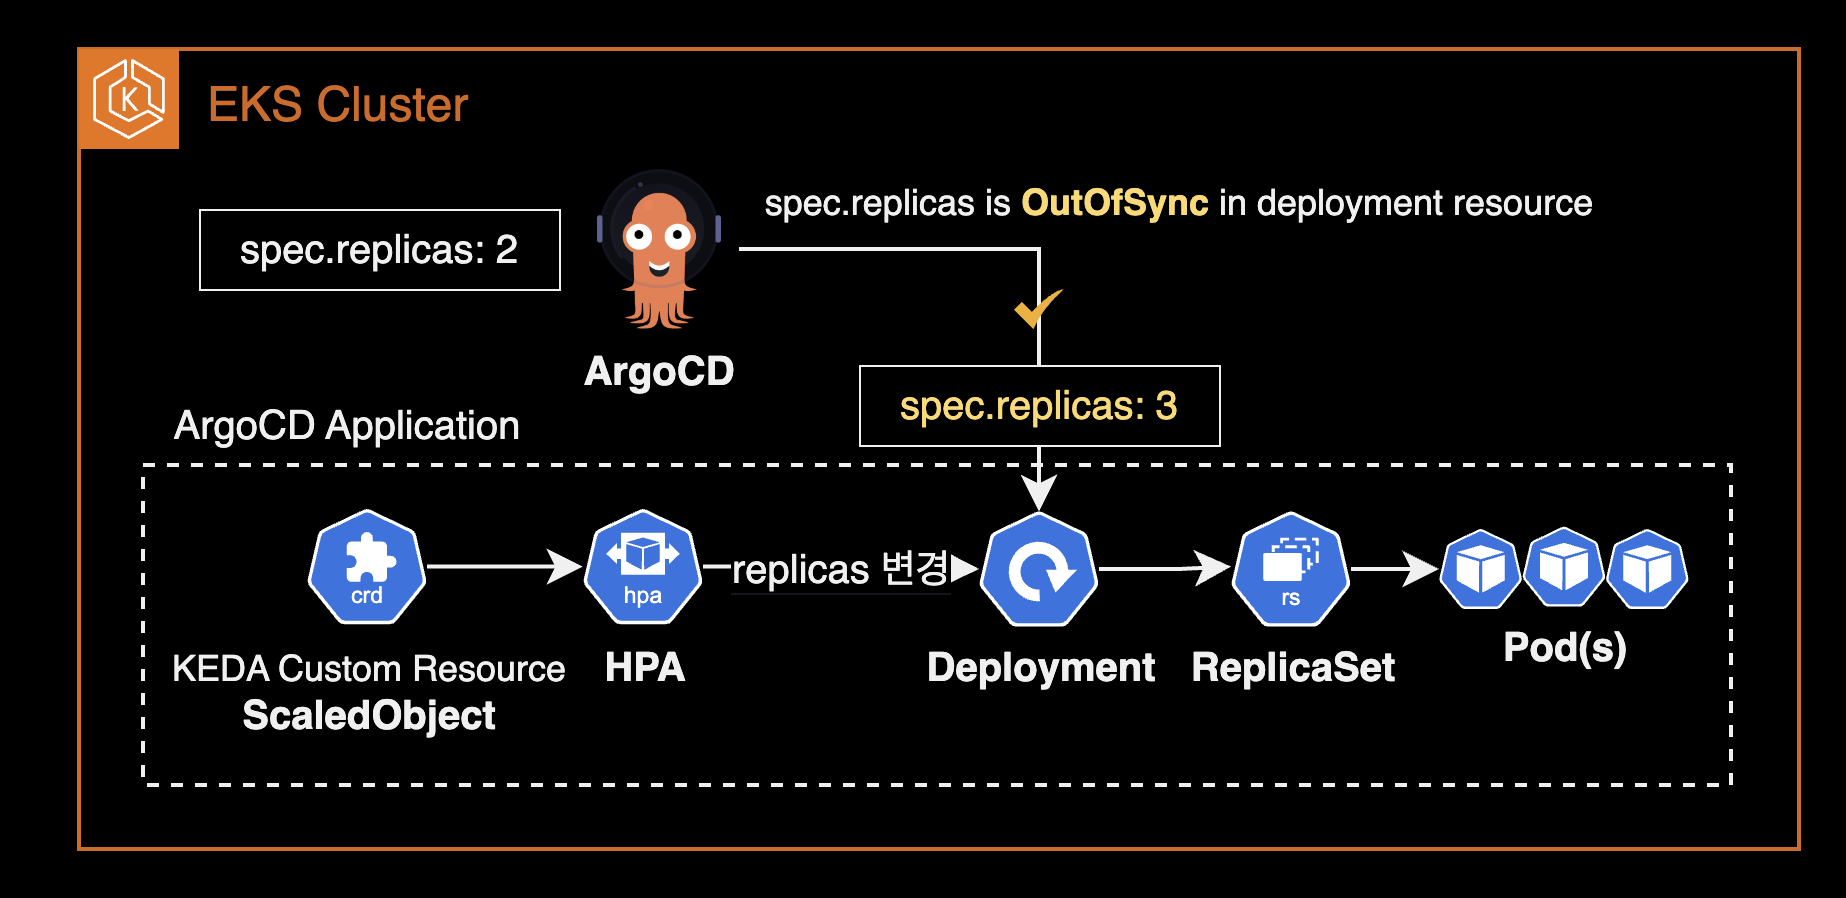 K
EKS Cluster
spec.replicas is OutOfSync in deployment resource
spec.replicas: 2
ArgoCD
spec.replicas: 3
ArgoCD Application
crd
hpa
replicas 변경
rs
KEDA Custom Resource
ScaledObject
HPA
Deployment
ReplicaSet
Pod(s)